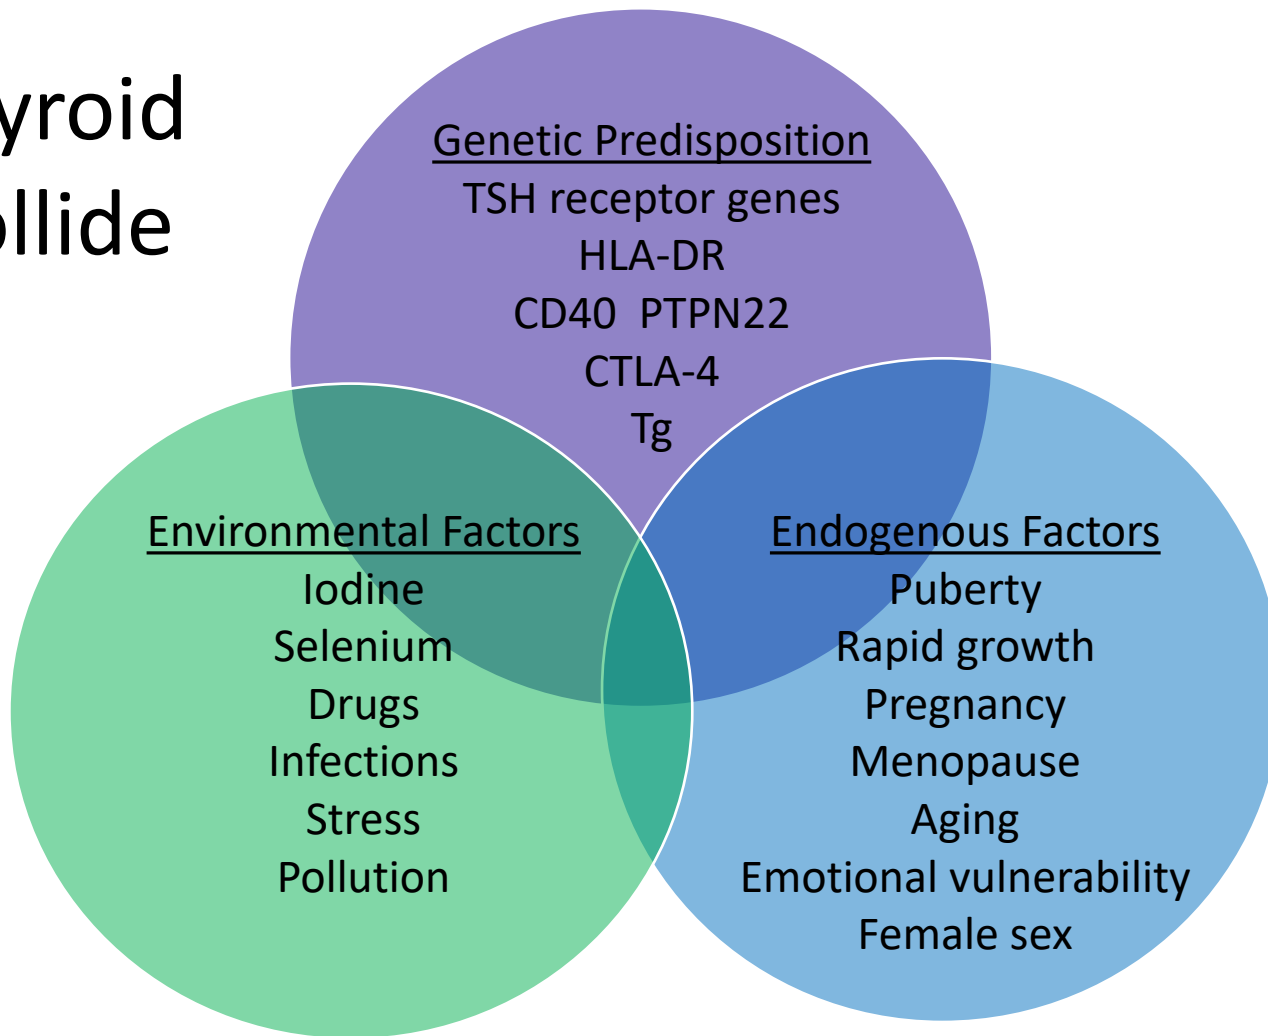 yroid
ollide
Genetic Predisposition
TSH receptor genes
HLA-DR
CD40  PTPN22
CTLA-4
Tg
Environmental Factors
Iodine
Selenium
Drugs
Infections
Stress
Pollution
Endogenous Factors
Puberty
Rapid growth
Pregnancy
Menopause
Aging
Emotional vulnerability
Female sex